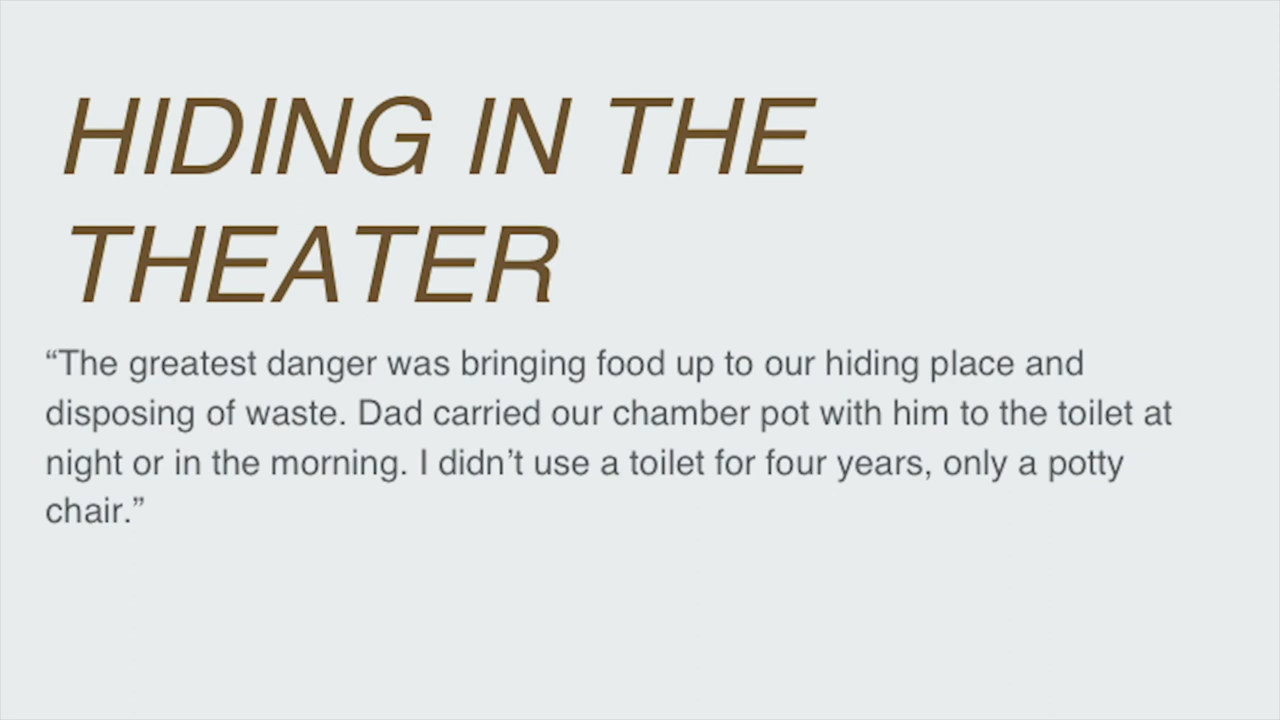 HIDING IN THE
THEATER
“The greatest danger was bringing food up to our hiding place and
disposing of waste. Dad carried our chamber pot with him to the toilet at
night or in the morning. I didn’t use a toilet for four years, only a potty
chair.”